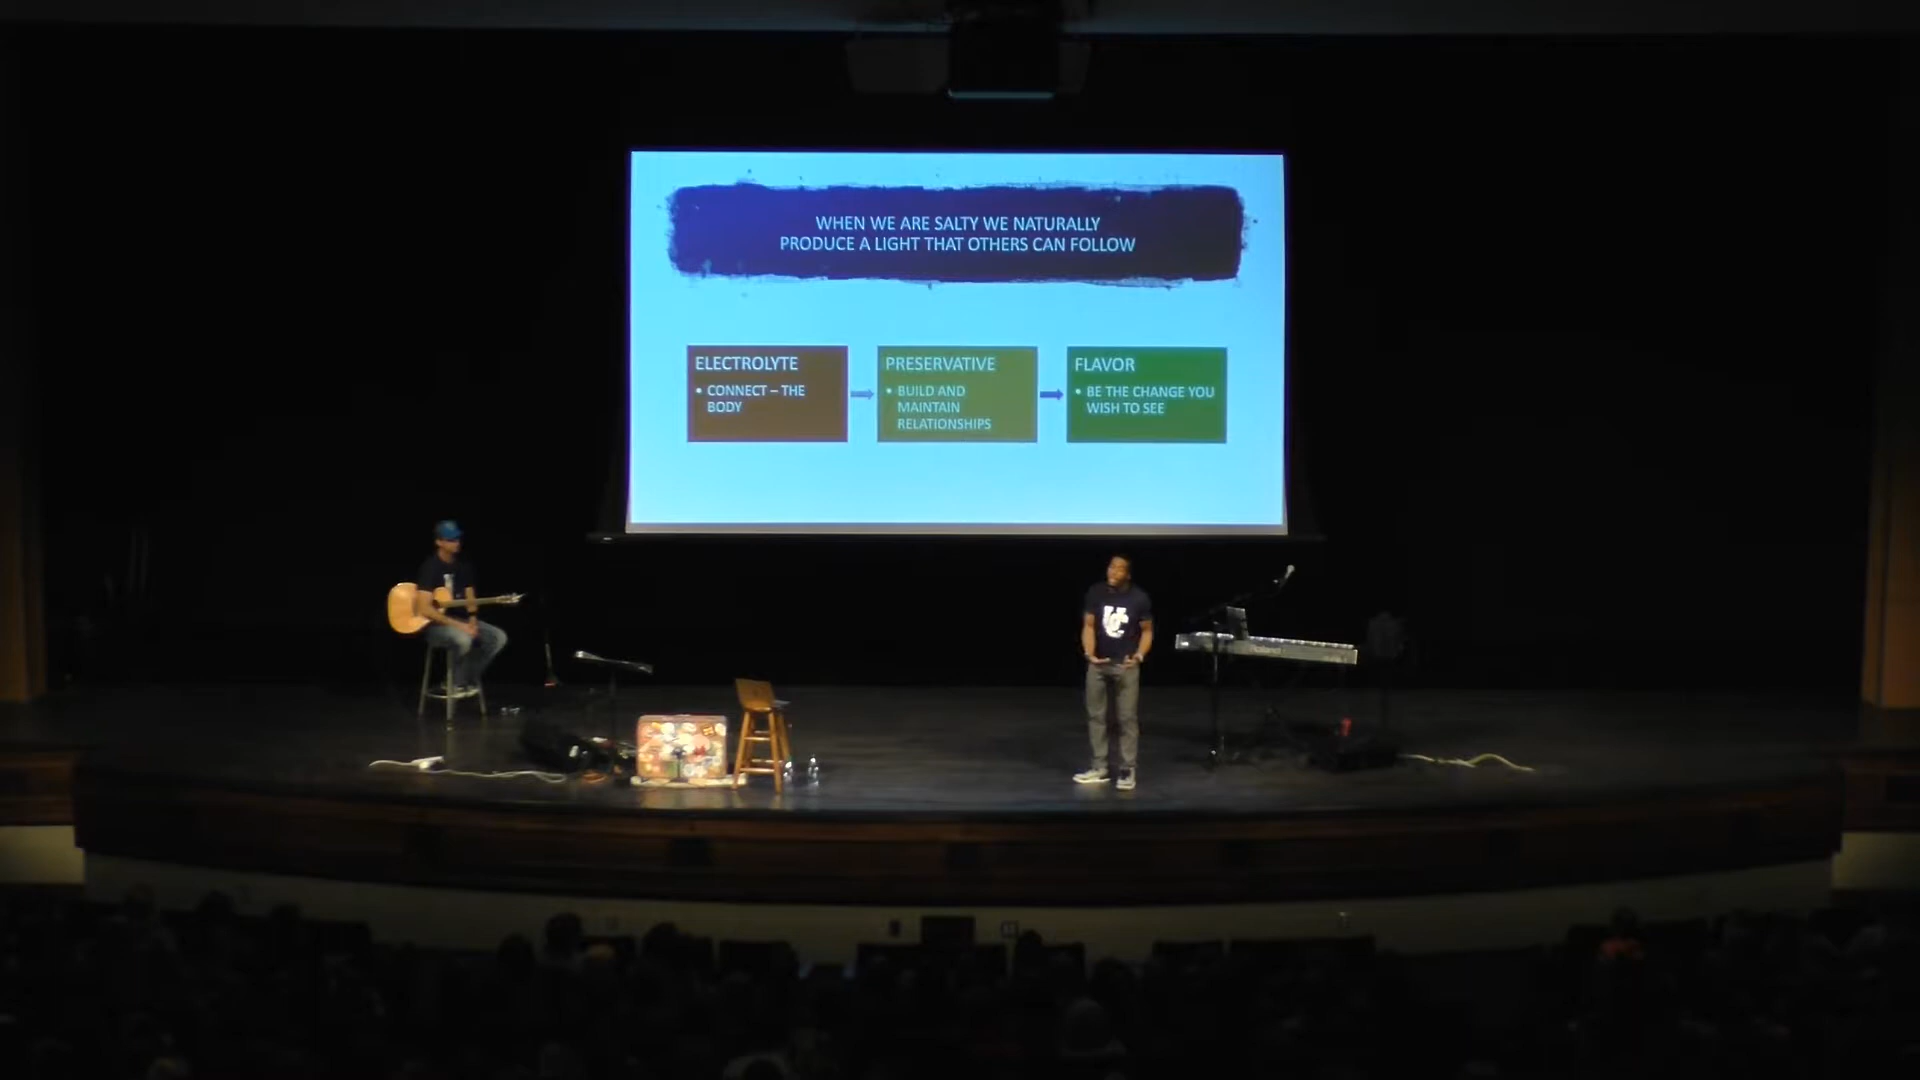 WHEN WE ARE SALTY WE NATURALLY
PRODUCE A LIGHT THAT OTHERS CAN FOLLOW
ELECTROLYTE
• CONNECT – THE
BODY
PRESERVATIVE
• BUILD AND
MAINTAIN
RELATIONSHIPS
FLAVOR
• BE THE CHANGE YOU
WISH TO SEE
UC
Roland